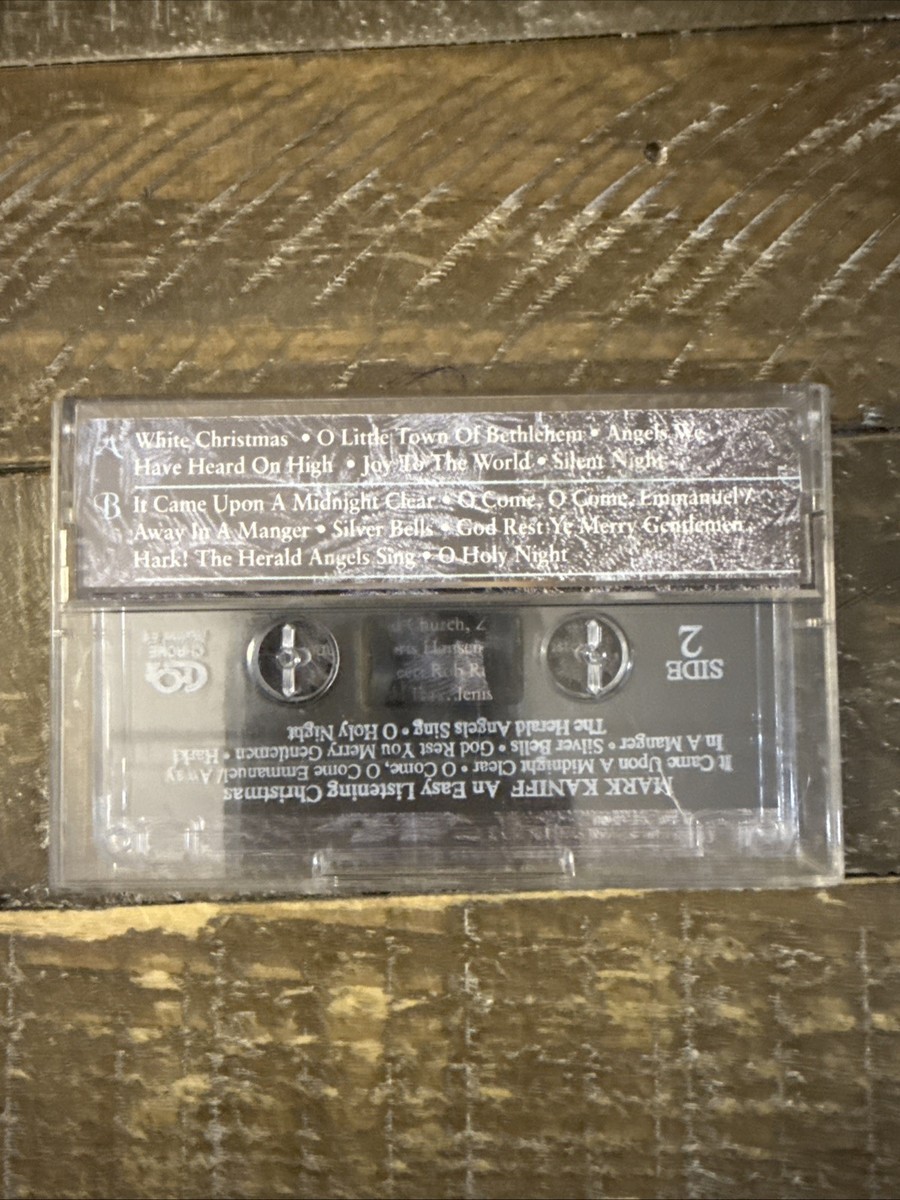 A White Christmas • O Little Town Of Bethlehem • Angels We
Have Heard On High • Joy To The World • Silent Night
B It Came Upon A Midnight Clear • O Come, O Come, Emmanuel /
Away In A Manger • Silver Bells • God Rest Ye Merry Gentlemen
Hark! The Herald Angels Sing • O Holy Night
MARK KANIFF An Easy Listening Christmas
It Came Upon A Midnight Clear • O Come, O Come Emmanuel/ Away
In A Manger • Silver Bells • God Rest You Merry Gentlemen • Hark!
The Herald Angels Sing • O Holy Night
SIDE
2
CHROME
Church,
Hansen
Rob